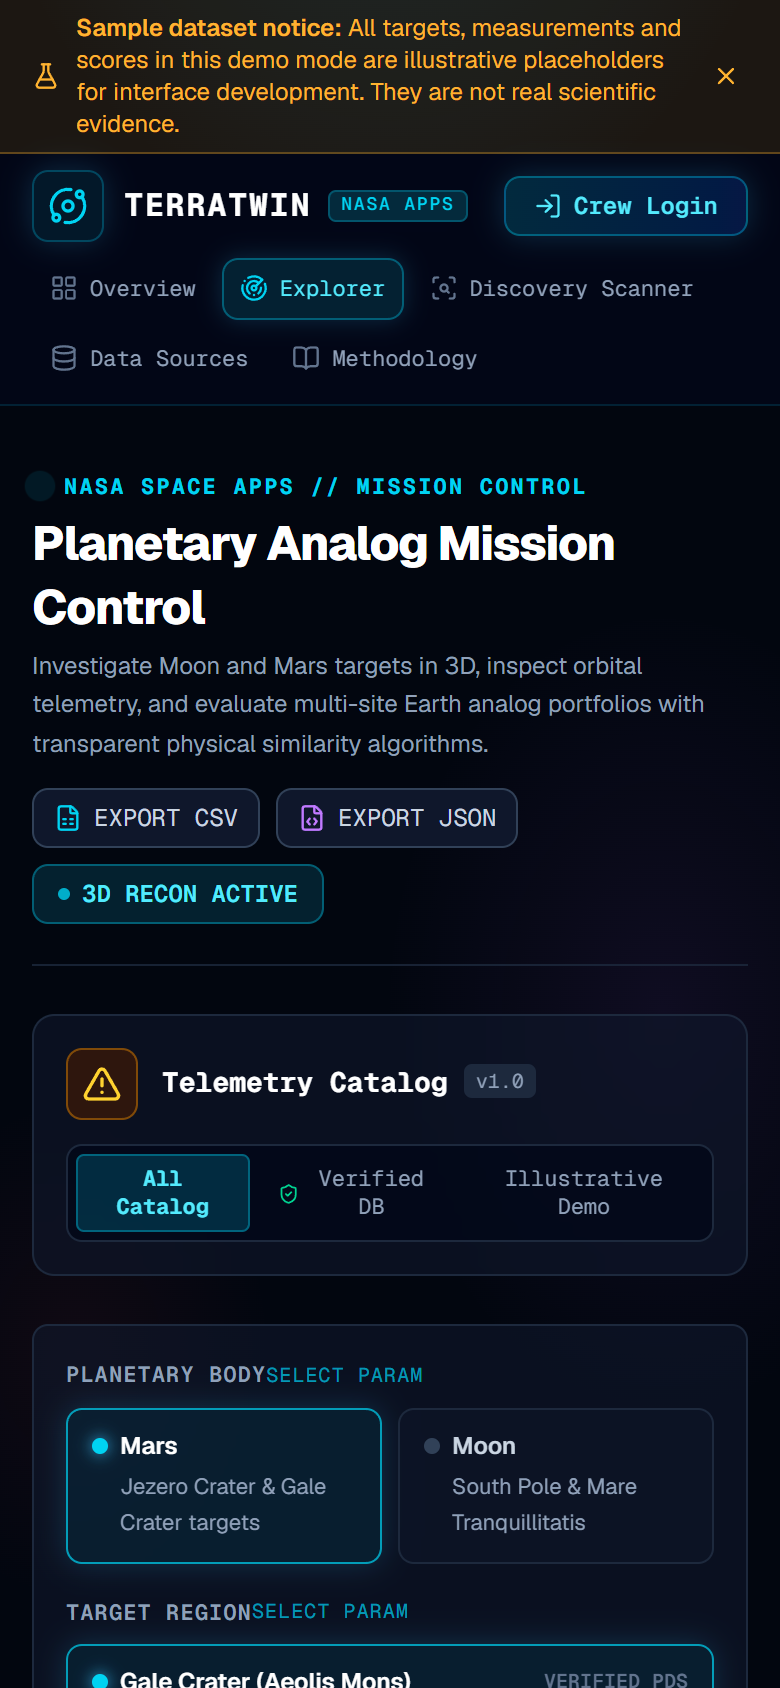 Sample dataset notice: All targets, measurements and
scores in this demo mode are illustrative placeholders
for interface development. They are not real scientific
evidence.
TERRATWIN
NASA APPS
Crew Login
Overview
Explorer
Discovery Scanner
Data Sources
Methodology
NASA SPACE APPS // MISSION CONTROL
Planetary Analog Mission
Control
Investigate Moon and Mars targets in 3D, inspect orbital
telemetry, and evaluate multi-site Earth analog portfolios with
transparent physical similarity algorithms.
EXPORT CSV
EXPORT JSON
3D RECON ACTIVE
Telemetry Catalog
v1.0
All
Catalog
Verified
DB
Illustrative
Demo
PLANETARY BODY
SELECT PARAM
Mars
Jezero Crater & Gale
Crater targets
Moon
South Pole & Mare
Tranquillitatis
TARGET REGION
SELECT PARAM
Gale Crater (Aeolis Mons)
VERIFIED PDS